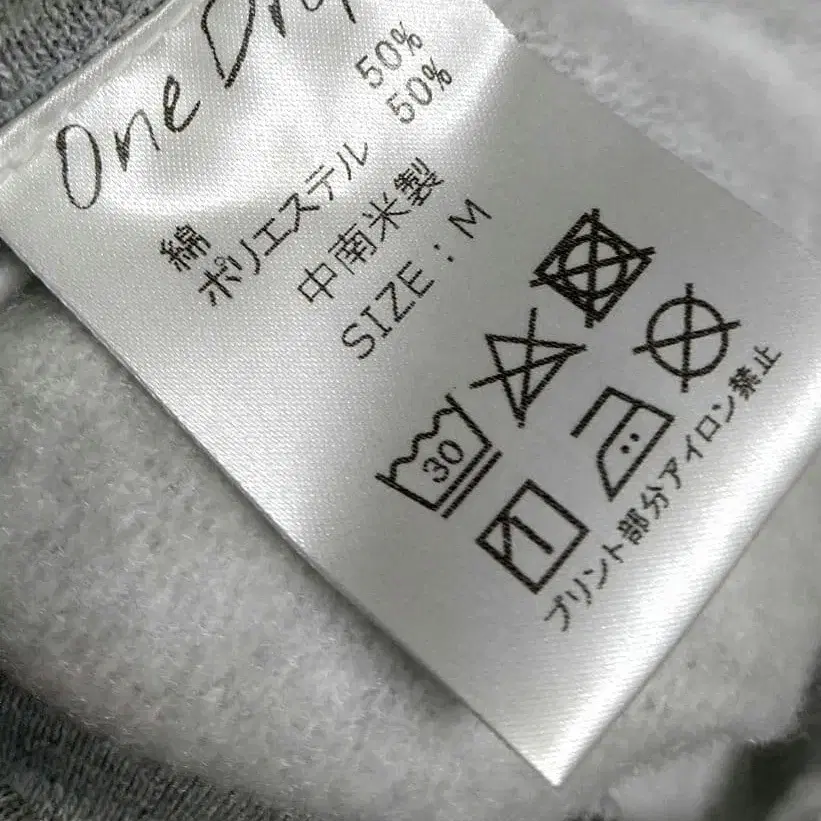 One
綿 50%
ポリエステル 50%
中南米製
SIZE : M
30
プリント部分アイロン禁止